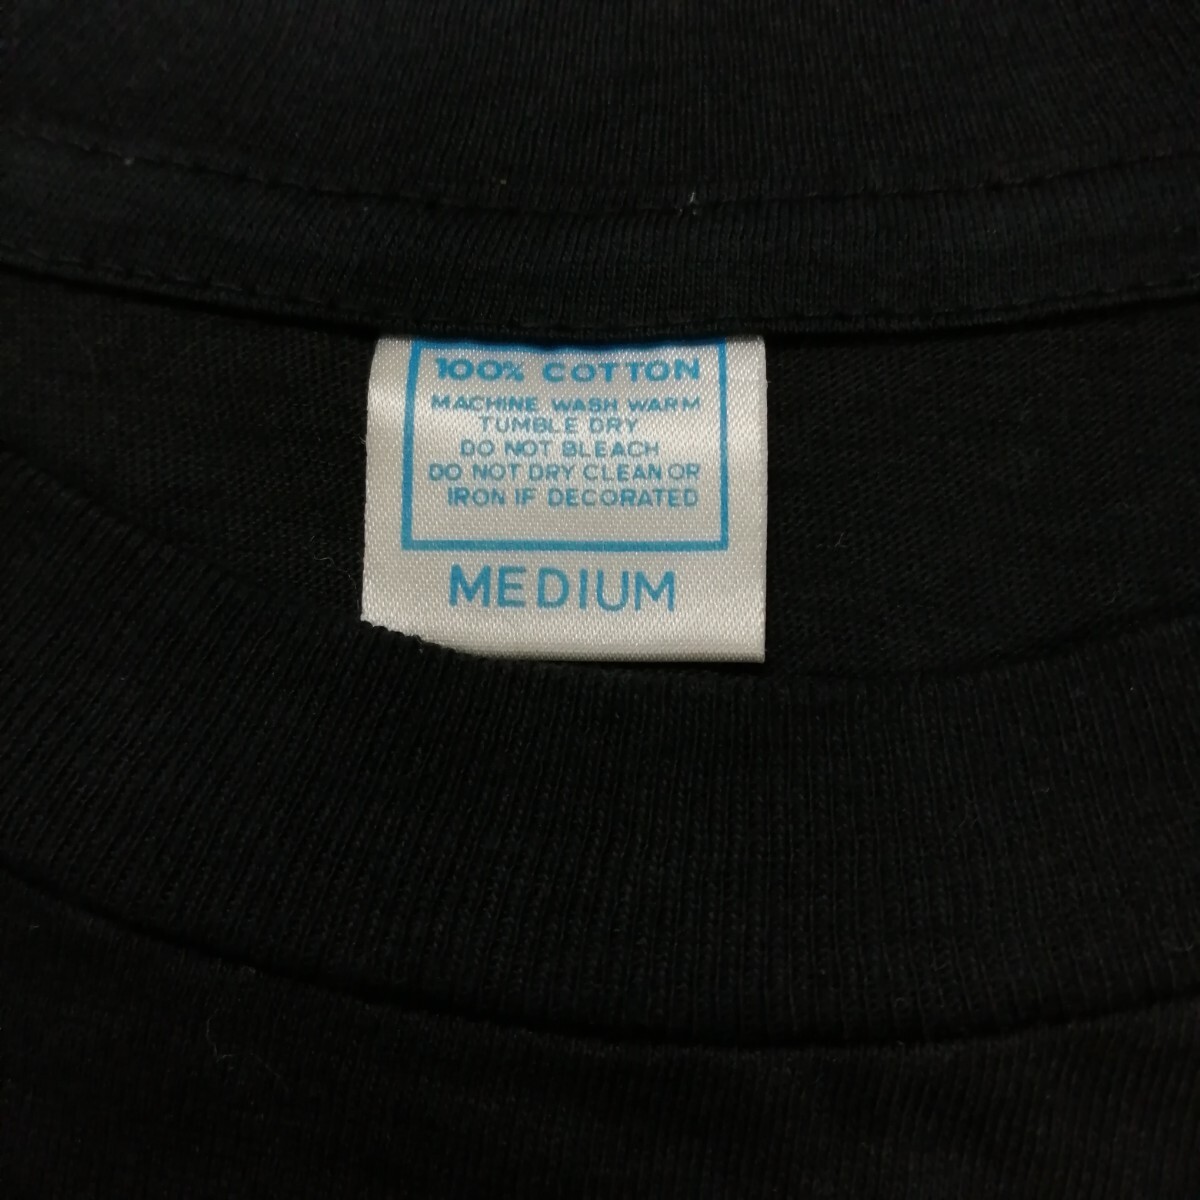 100% COTTON
MACHINE WASH WARM
TUMBLE DRY
DO NOT BLEACH
DO NOT DRY CLEAN OR
IRON IF DECORATED
MEDIUM